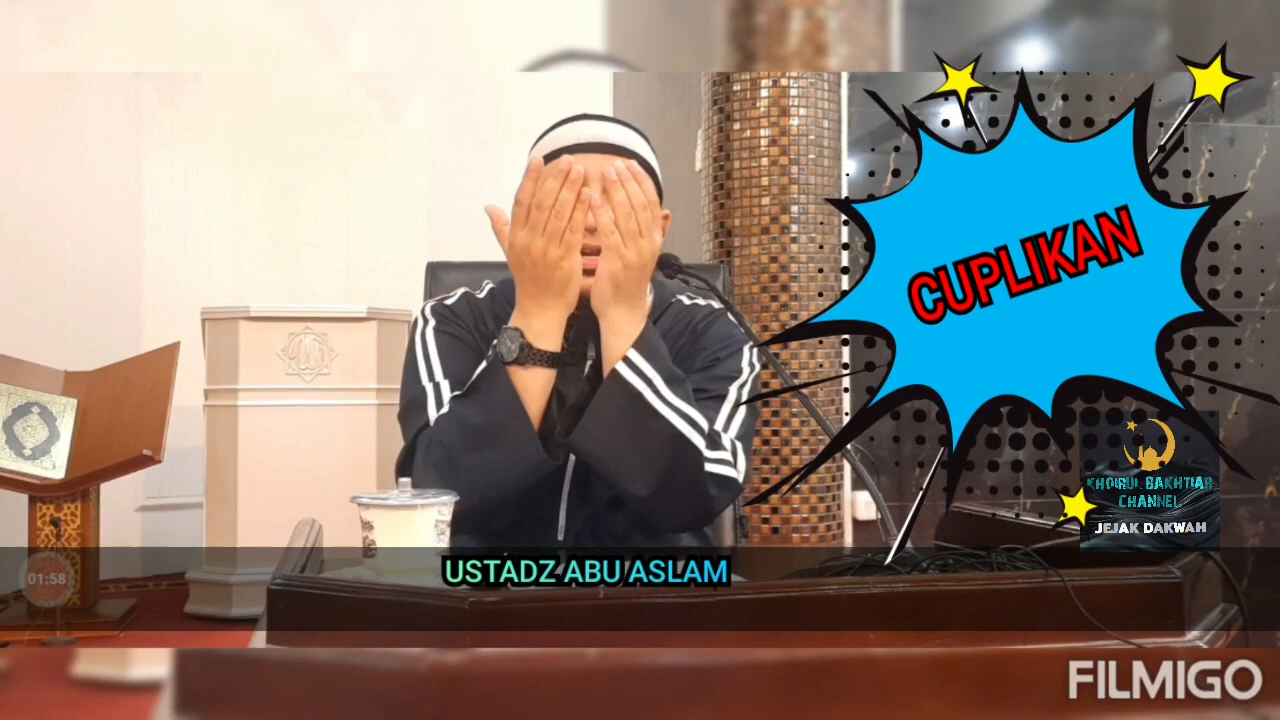 CUPLIKAN
KHOIRUL BAKHTIAR
CHANNEL
JEJAK DAKWAH
USTADZ ABU ASLAM
01:58
FILMIGO